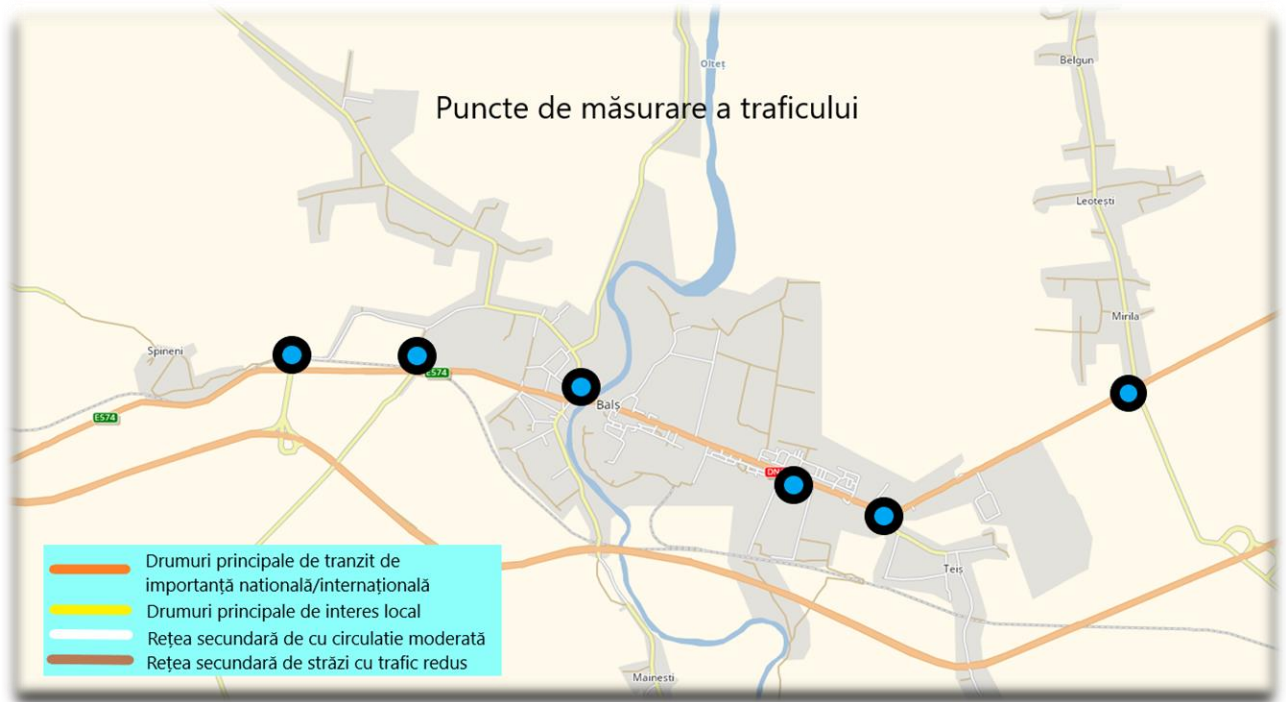 Olteț
Belgun
Puncte de măsurare a traficului
Leotești
Mirila
Spineni
E574
E574
Balș
DN
Teiș
Drumuri principale de tranzit de
importanță națională/internațională
Drumuri principale de interes local
Rețea secundară de cu circulatie moderată
Rețea secundară de străzi cu trafic redus
Mainesti